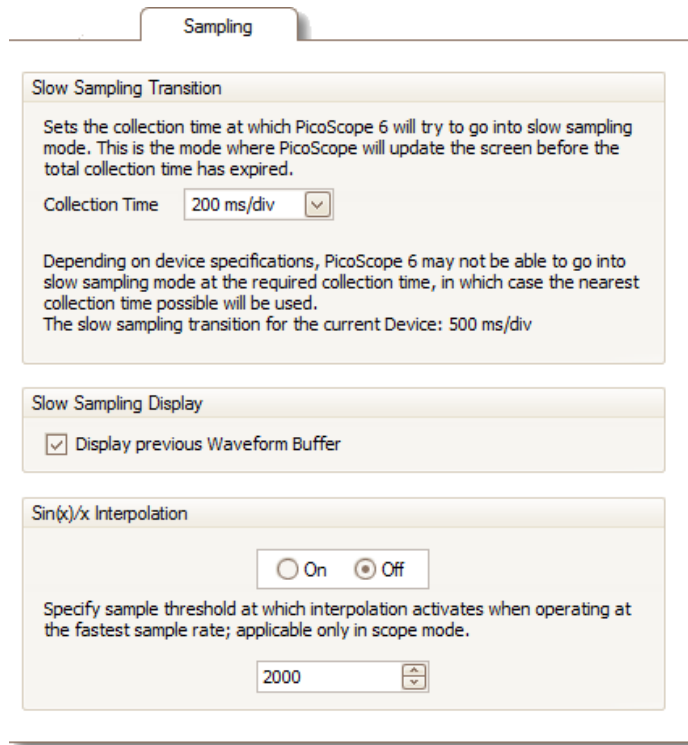 Sampling
Slow Sampling Transition
Sets the collection time at which PicoScope 6 will try to go into slow sampling
mode. This is the mode where PicoScope will update the screen before the
total collection time has expired.
Collection Time 200 ms/div
Depending on device specifications, PicoScope 6 may not be able to go into
slow sampling mode at the required collection time, in which case the nearest
collection time possible will be used.
The slow sampling transition for the current Device: 500 ms/div
Slow Sampling Display
Display previous Waveform Buffer
Sin(x)/x Interpolation
On Off
Specify sample threshold at which interpolation activates when operating at
the fastest sample rate; applicable only in scope mode.
2000